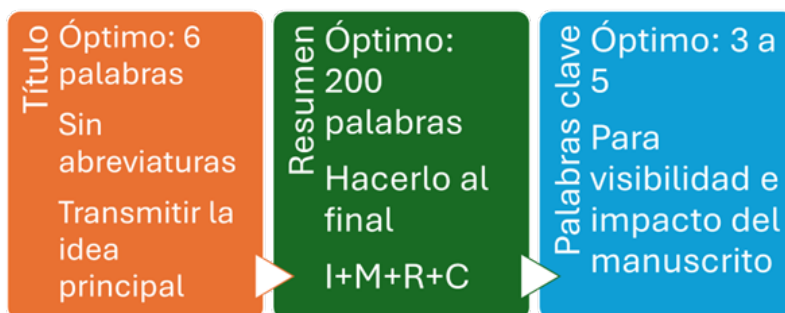 Título
Óptimo: 6
palabras
Sin
abreviaturas
Transmitir la
idea
principal
Resumen
Óptimo:
200
palabras
Hacerlo al
final
I+M+R+C
Palabras clave
Óptimo: 3 a
5
Para
visibilidad e
impacto del
manuscrito